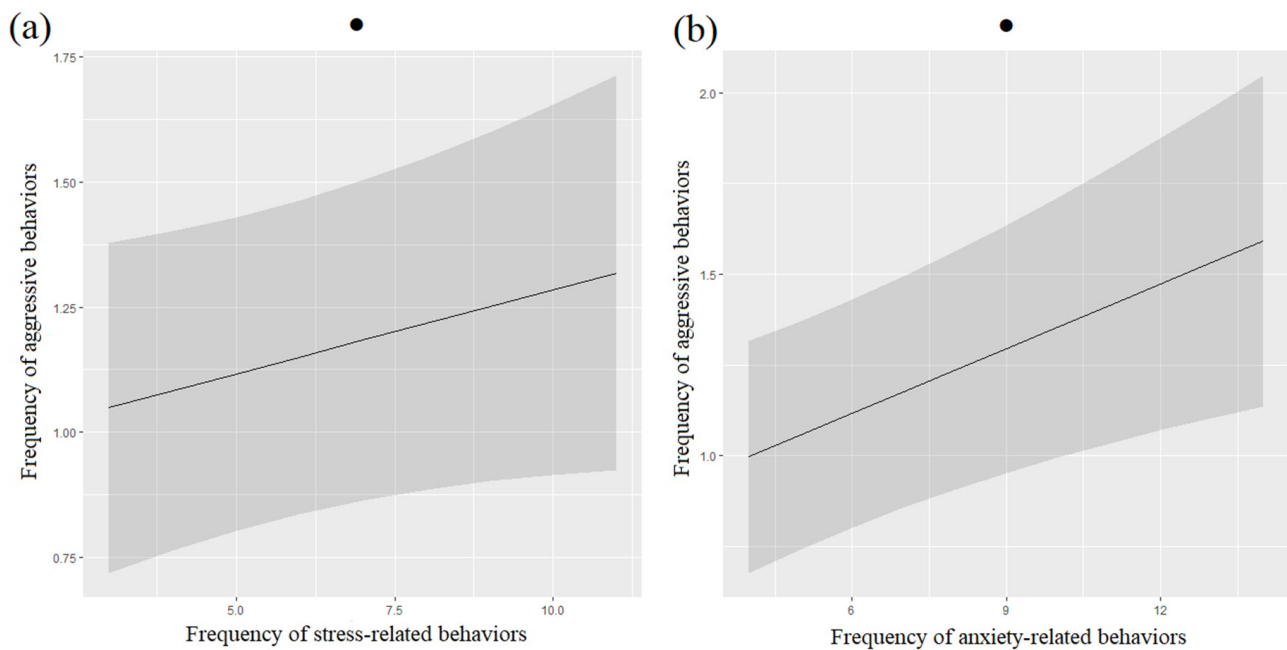 (a)
•
1.75
1.50
1.25
1.00
0.75
Frequency of aggressive behaviors
5.0 7.5 10.0
Frequency of stress-related behaviors
(b)
•
2.0
1.5
1.0
Frequency of aggressive behaviors
6 9 12
Frequency of anxiety-related behaviors